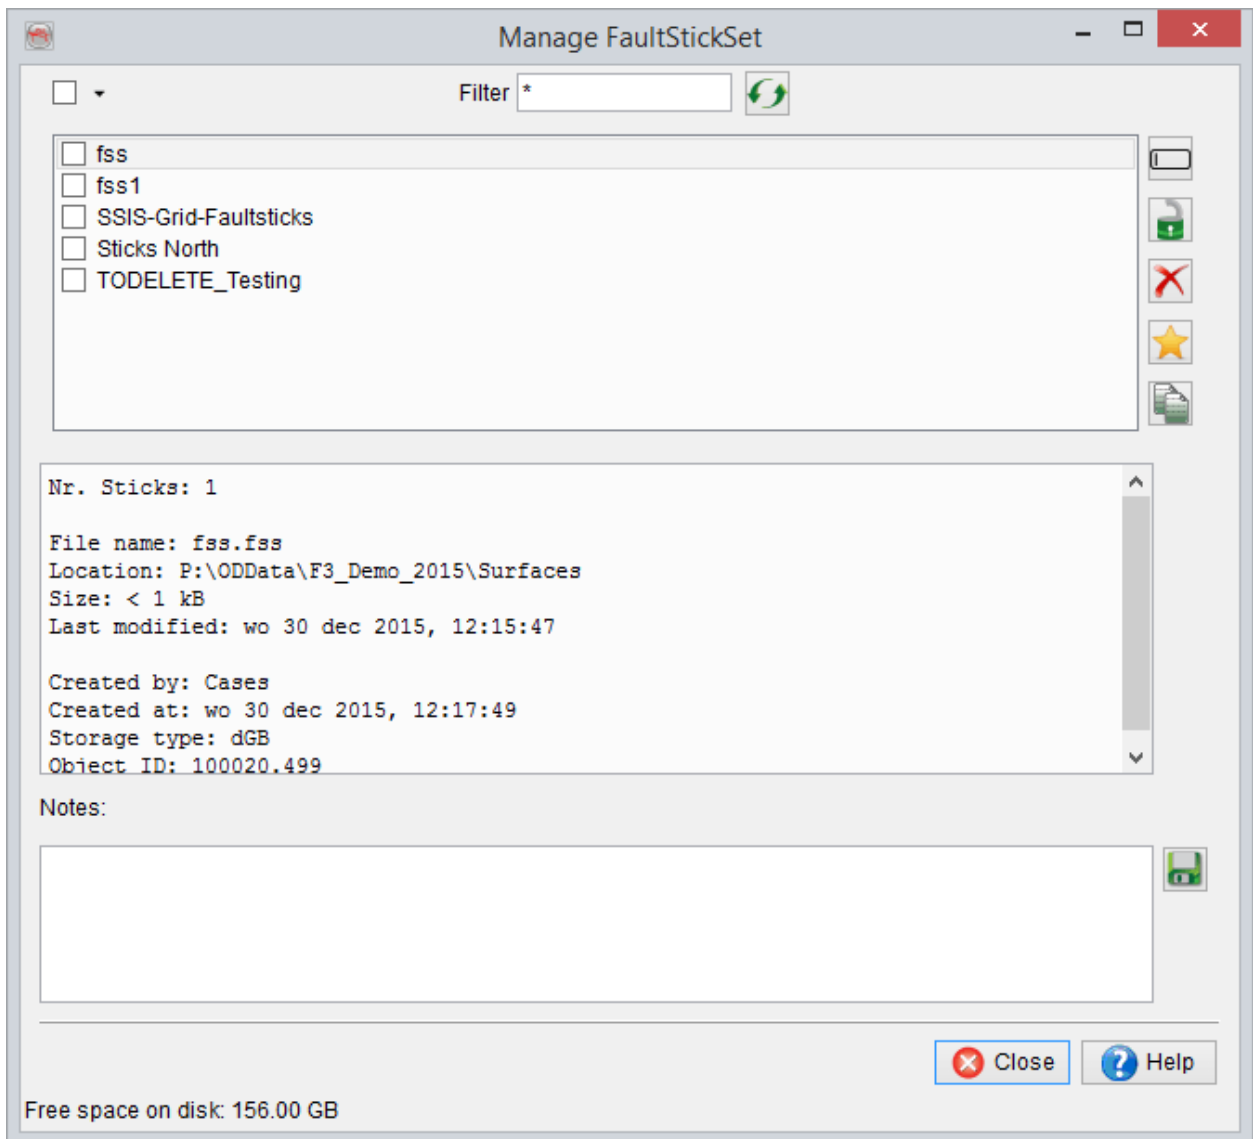 Manage FaultStickSet
Filter *
fss
fss1
SSIS-Grid-Faultsticks
Sticks North
TODELETE_Testing
Nr. Sticks: 1
File name: fss.fss
Location: P:\ODData\F3_Demo_2015\Surfaces
Size: < 1 kB
Last modified: wo 30 dec 2015, 12:15:47
Created by: Cases
Created at: wo 30 dec 2015, 12:17:49
Storage type: dGB
Object ID: 100020.499
Notes:
Close Help
Free space on disk: 156.00 GB